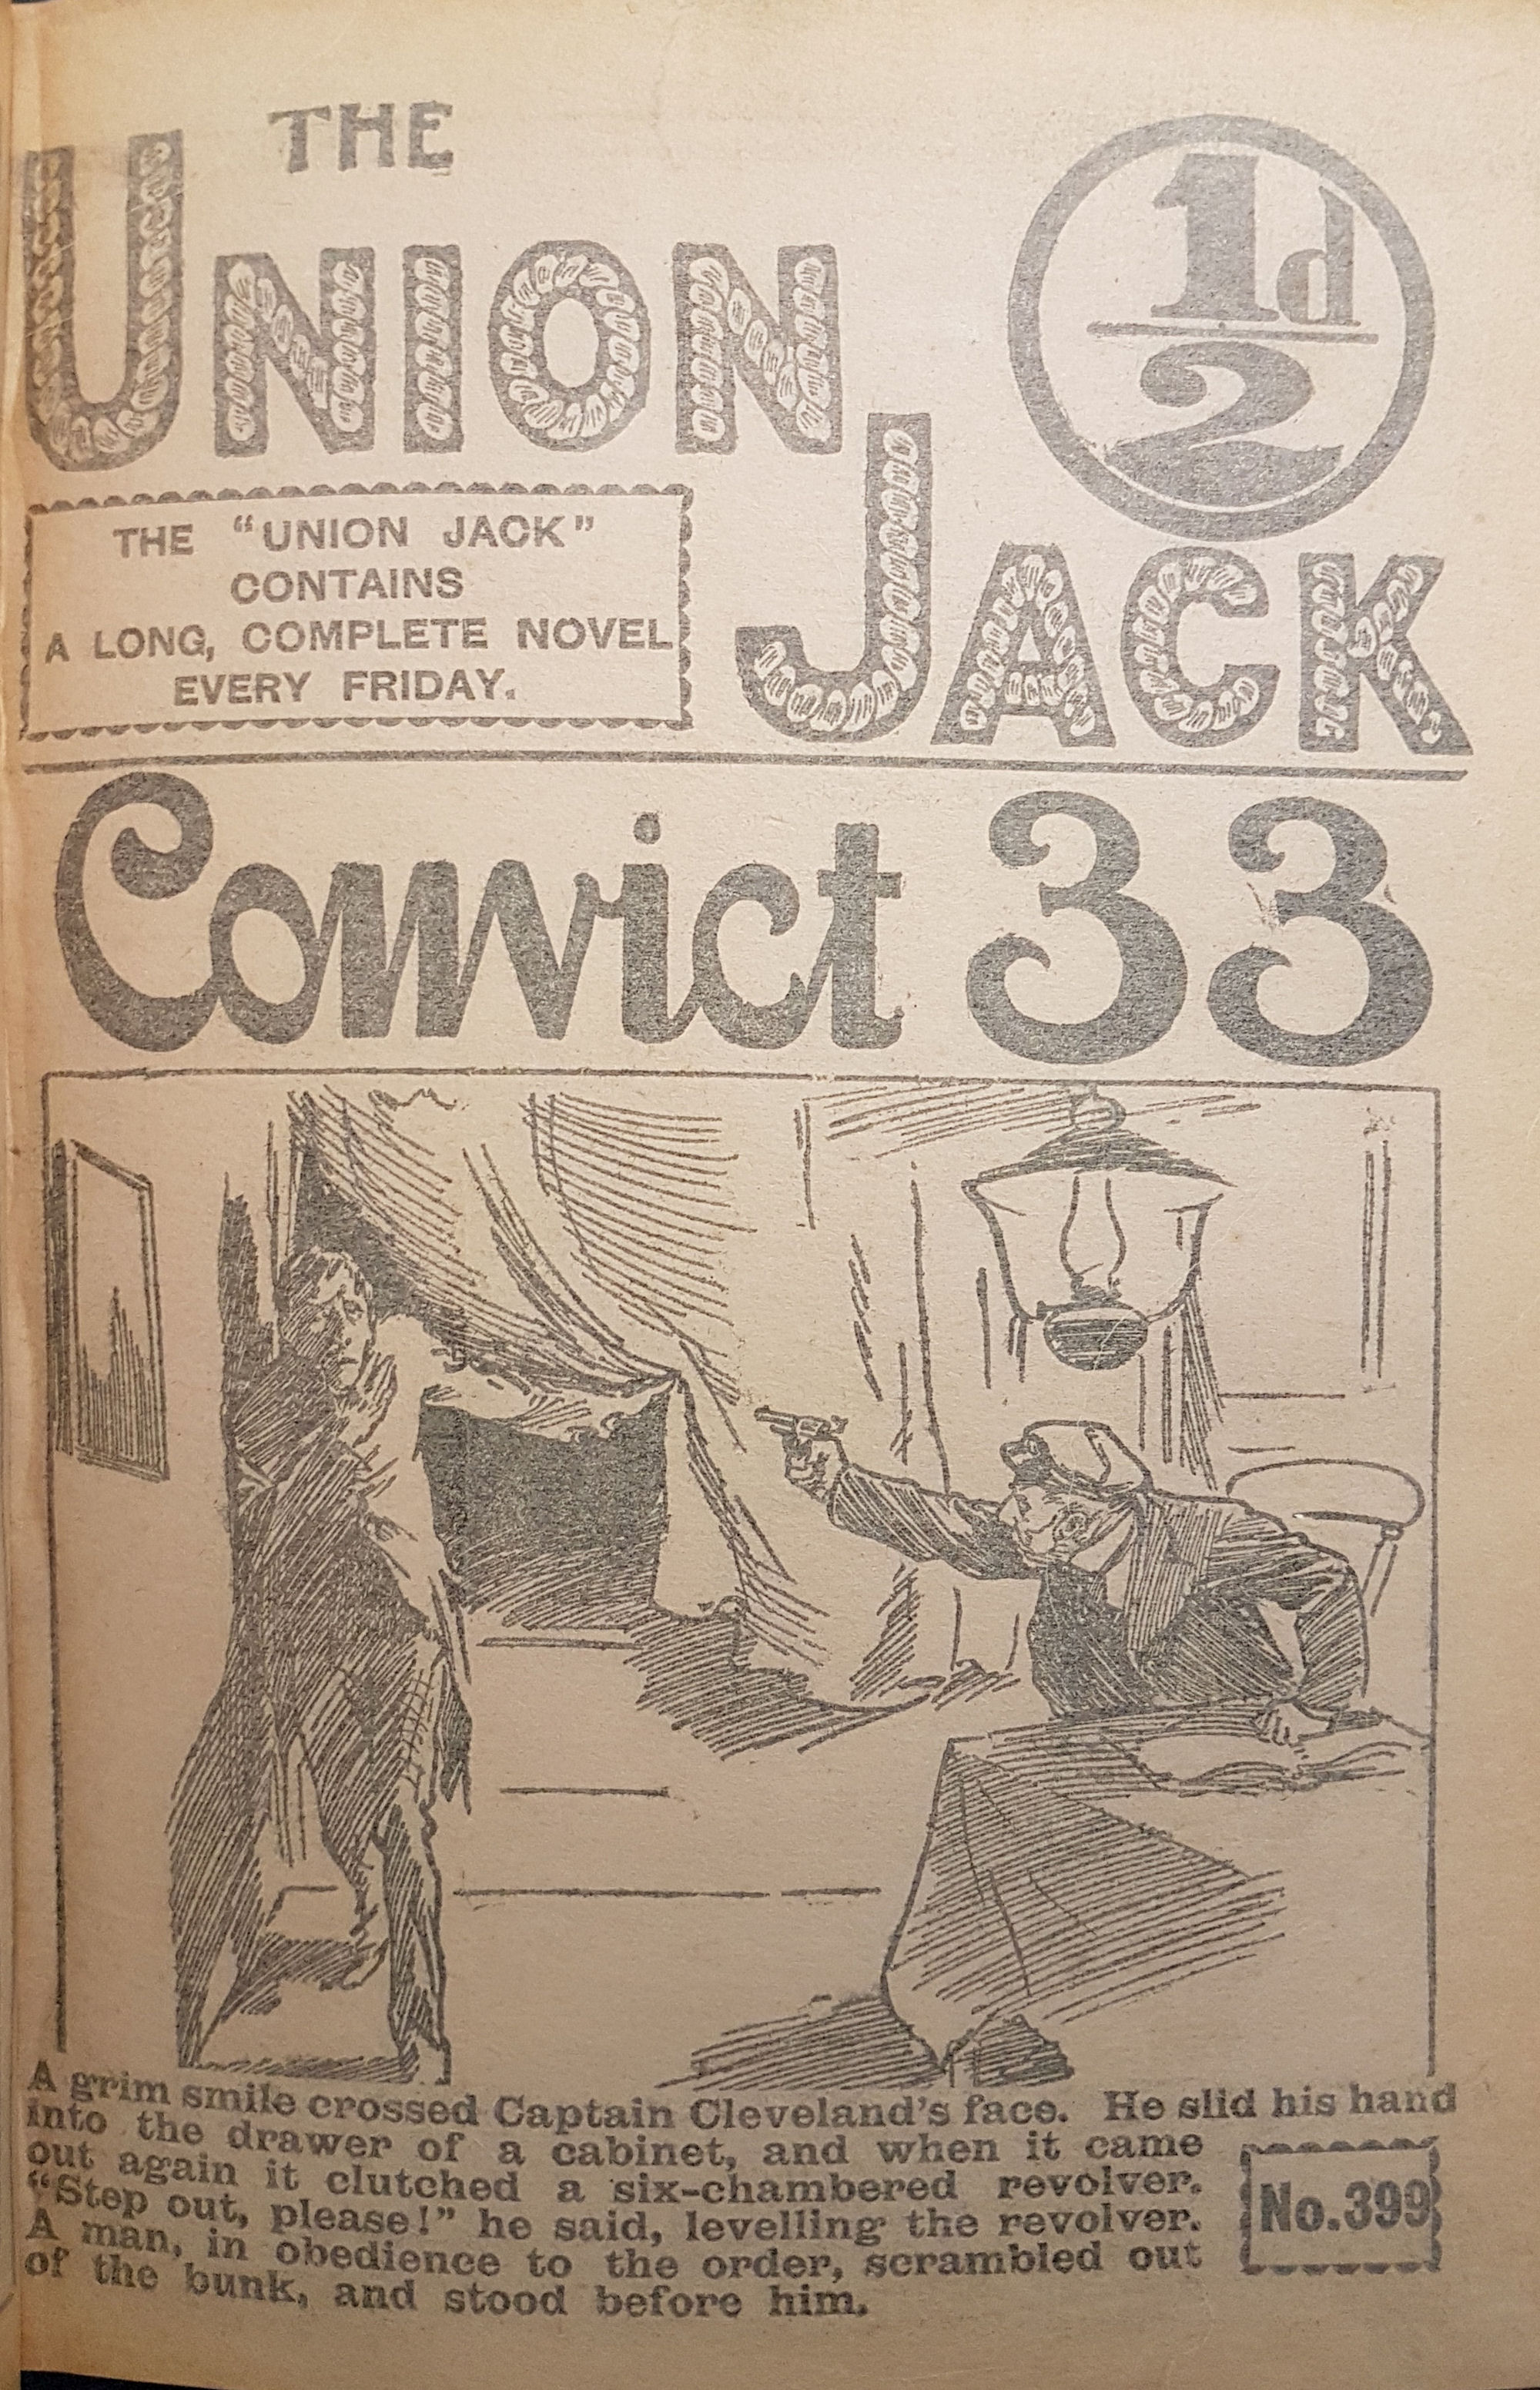 THE
UNION
JACK
1d
2
THE "UNION JACK"
CONTAINS
A LONG, COMPLETE NOVEL
EVERY FRIDAY.
Convict 33
A grim smile crossed Captain Cleveland's face. He slid his hand
into the drawer of a cabinet, and when it came
out again it clutched a six-chambered revolver.
"Step out, please!" he said, levelling the revolver.
A man, in obedience to the order, scrambled out
of the bunk, and stood before him.
No. 399